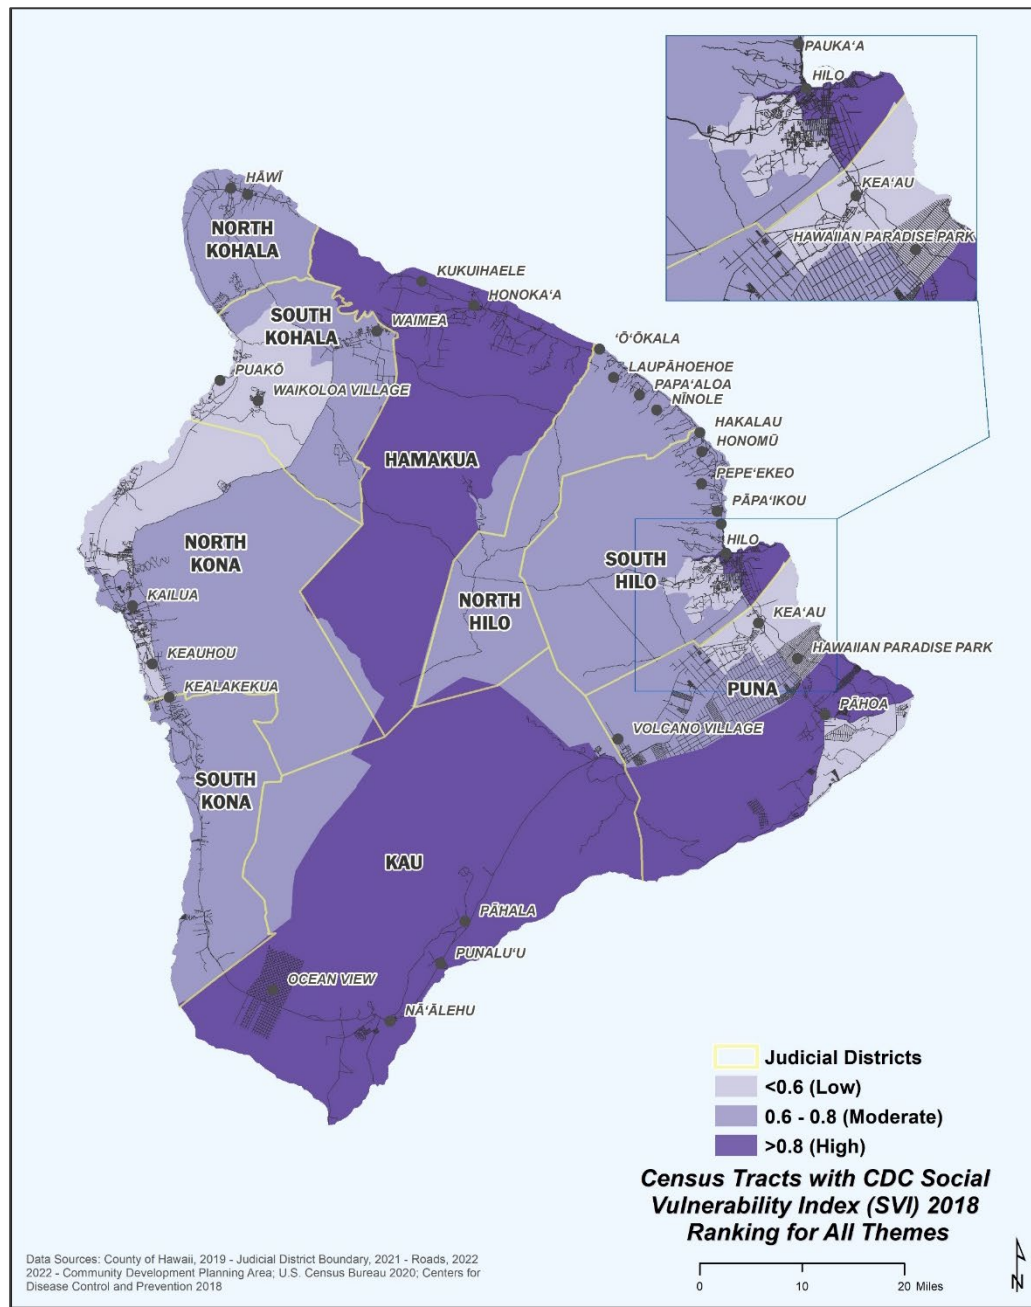 PAUKA‘A
HILO
KEA‘AU
HAWAIIAN PARADISE PARK
HĀWĪ
NORTH
KOHALA
KUKUIHAELE
HONOKA‘A
SOUTH
KOHALA
WAIMEA
‘Ō‘ŌKALA
LAUPĀHOEHOE
PUAKŌ
WAIKOLOA VILLAGE
PAPA‘ALOA
NĪNOLE
HAKALAU
HONOMŪ
HAMAKUA
PEPE‘EKEO
PĀPA‘IKOU
NORTH
KONA
HILO
SOUTH
HILO
KAILUA
NORTH
HILO
KEA‘AU
KEAUHOU
HAWAIIAN PARADISE PARK
KEALAKEKUA
PUNA
PĀHOA
VOLCANO VILLAGE
SOUTH
KONA
KAU
PĀHALA
PUNALU‘U
OCEAN VIEW
NĀ‘ĀLEHU
Judicial Districts
<0.6 (Low)
0.6 - 0.8 (Moderate)
>0.8 (High)
Census Tracts with CDC Social
Vulnerability Index (SVI) 2018
Ranking for All Themes
Data Sources: County of Hawaii, 2019 - Judicial District Boundary, 2021 - Roads, 2022
2022 - Community Development Planning Area; U.S. Census Bureau 2020; Centers for
Disease Control and Prevention 2018
0 10 20 Miles
N